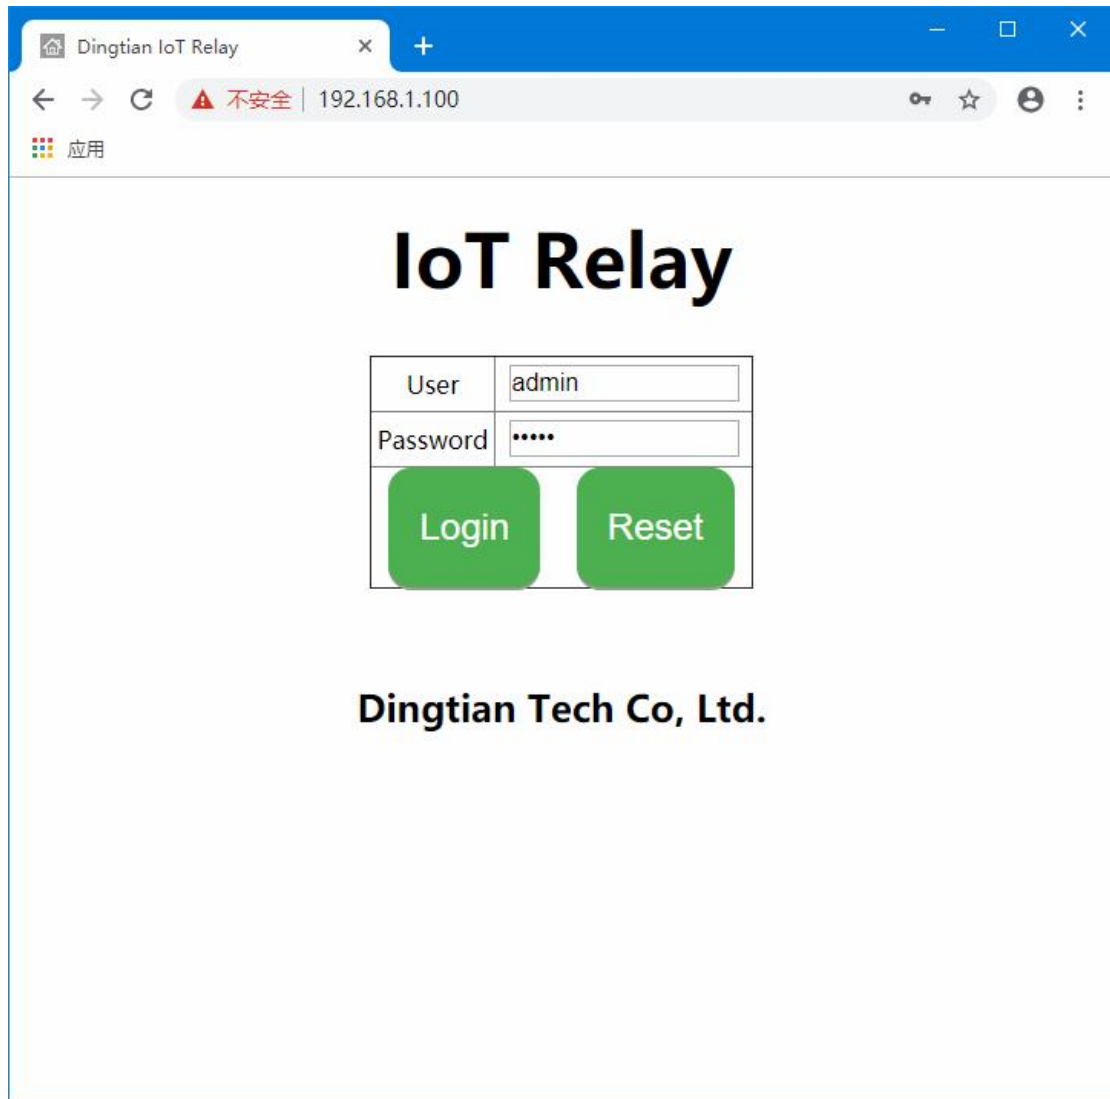 Dingtian IoT Relay
不安全 192.168.1.100
应用
IoT Relay
User admin
Password •••••
Login Reset
Dingtian Tech Co, Ltd.